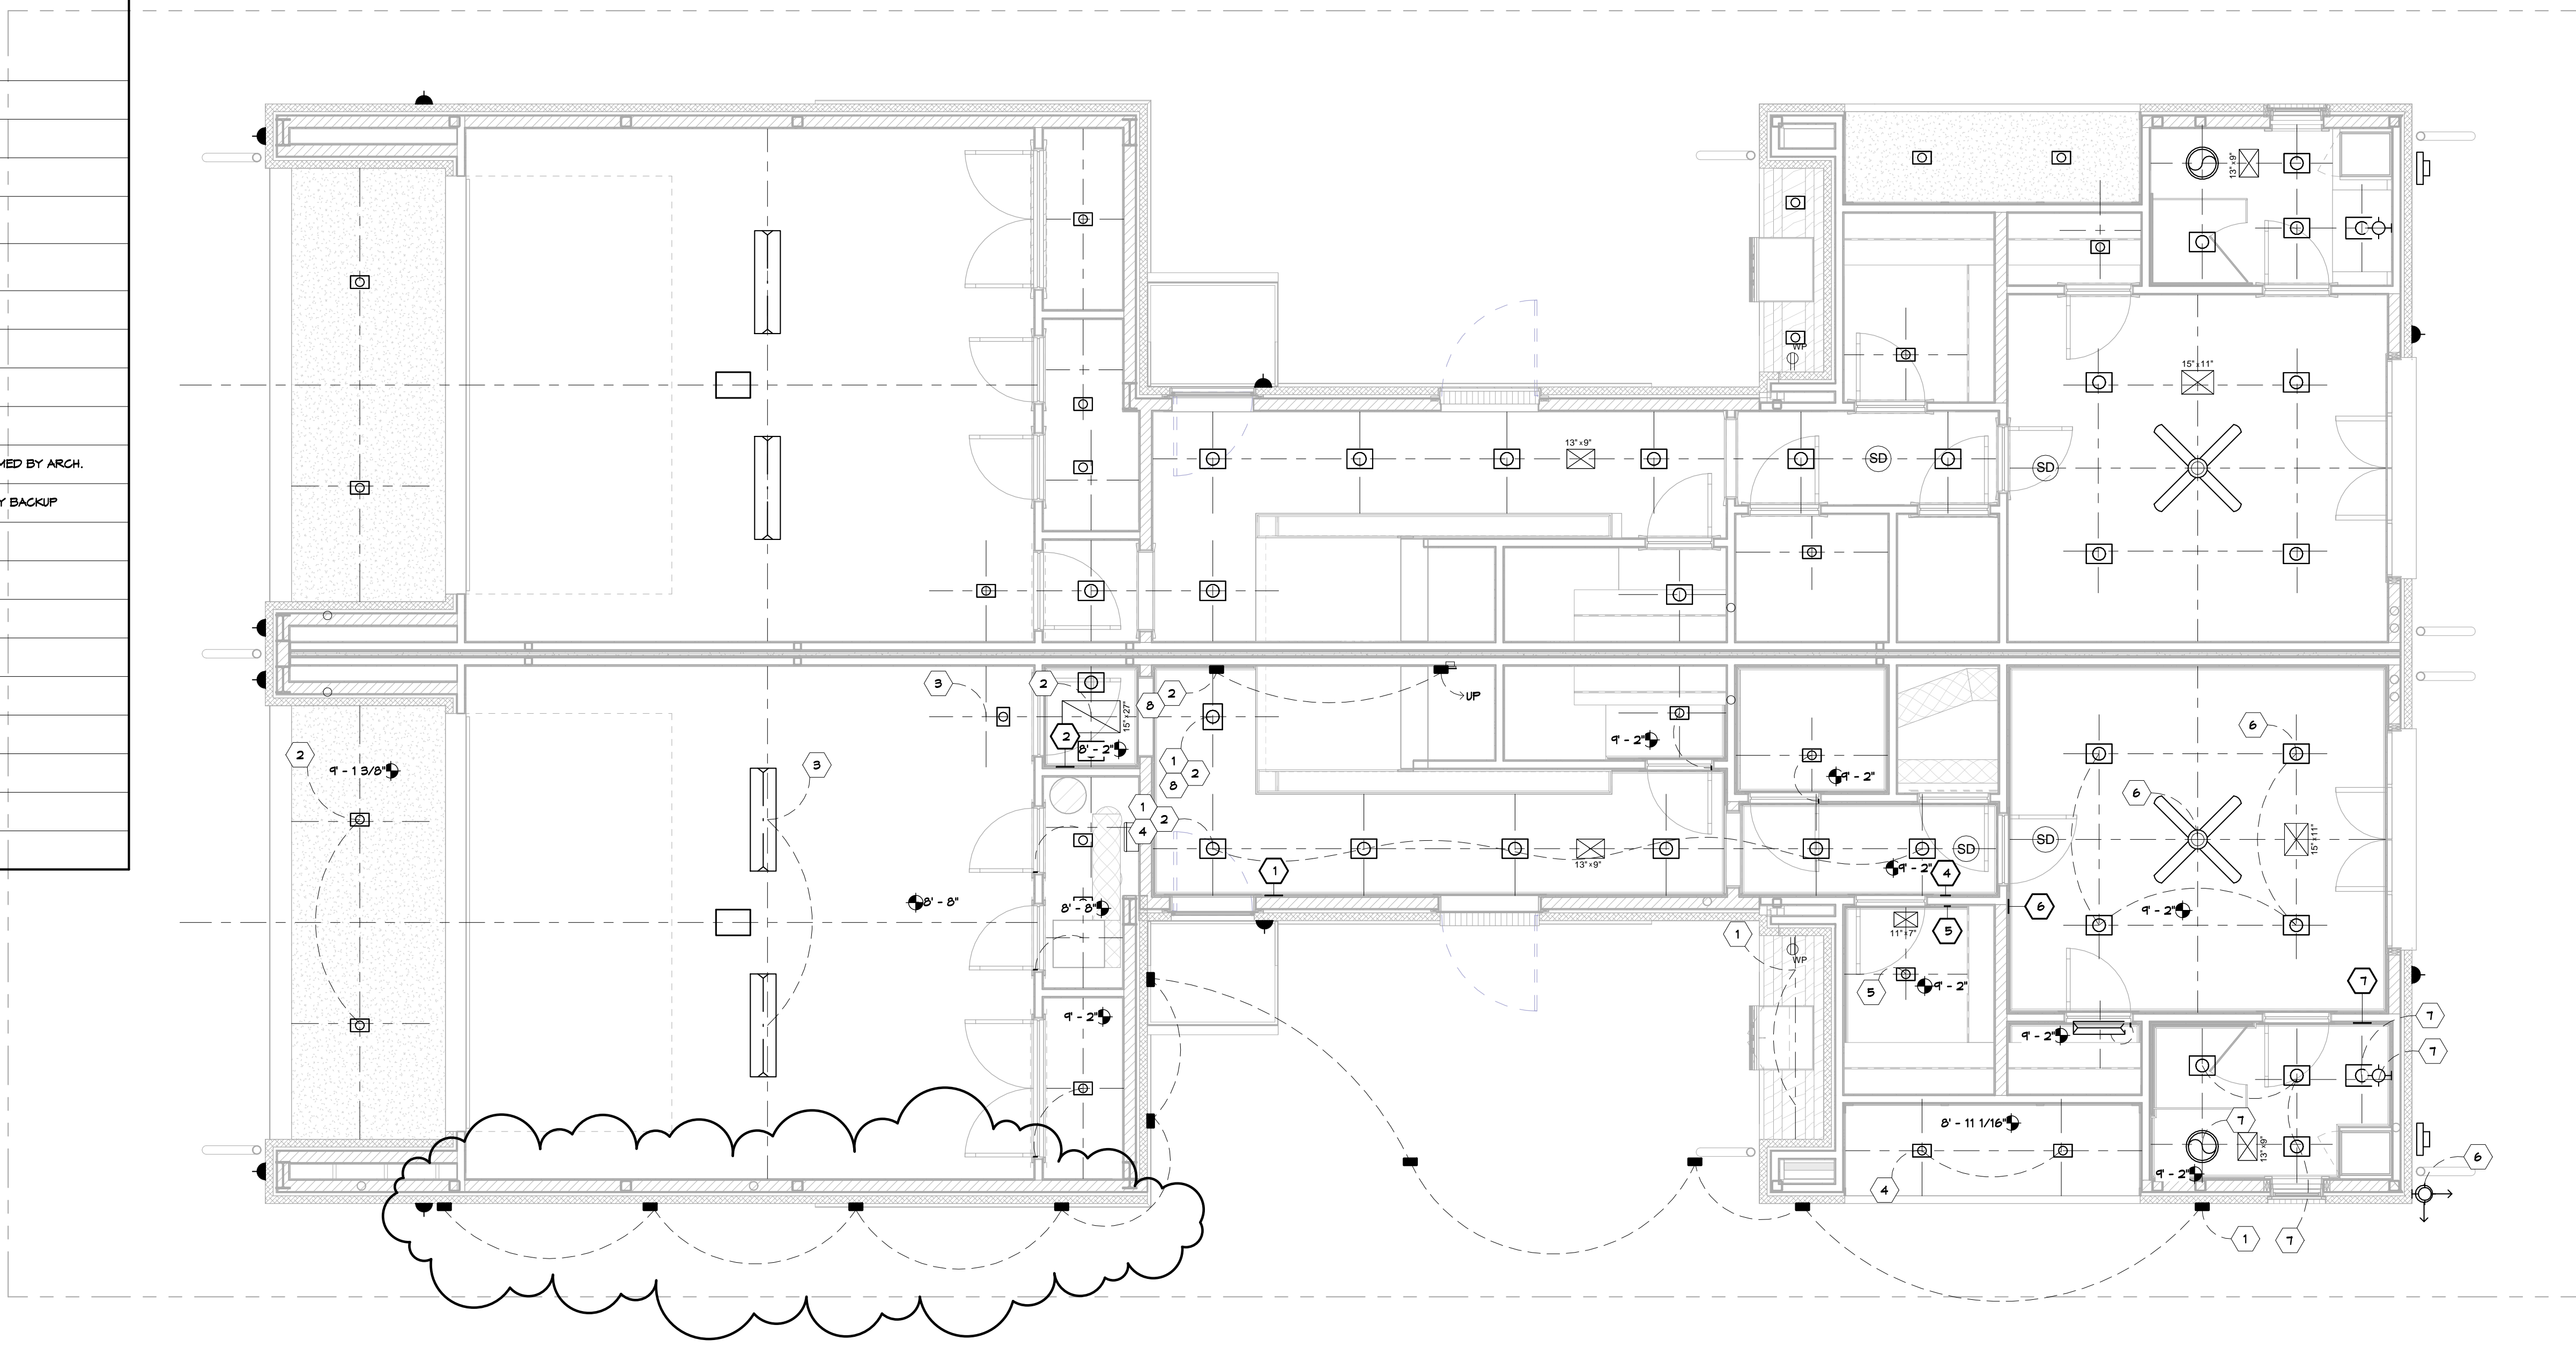 MED BY ARCH.
Y BACKUP
13"x9"
WP
15"x11"
13"x9"
SD
SD
3
2
2
8
UP
15"x27"
2
8' - 2"
9' - 2"
6
2
9' - 1 3/8"
3
1
2
8
9' - 2"
6
1
4
2
SD
SD
15"x11"
13"x9"
1
9' - 2"
4
8' - 8"
8' - 8"
6
9' - 2"
11"x7"
5
1
WP
5
9' - 2"
7
9' - 2"
9' - 2"
7
7
8' - 11 1/16"
7
13"x9"
9' - 2"
6
4
1
7